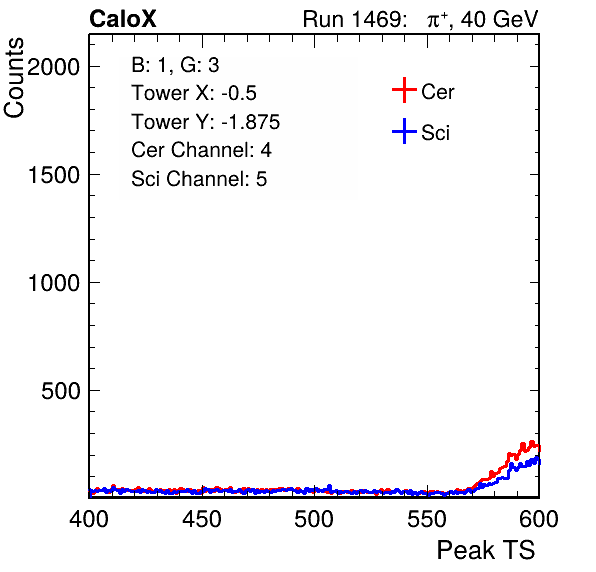 CaloX Run 1469: π+, 40 GeV
Counts
2000
1500
1000
500
B: 1, G: 3
Tower X: -0.5
Tower Y: -1.875
Cer Channel: 4
Sci Channel: 5
Cer
Sci
400 450 500 550 600
Peak TS